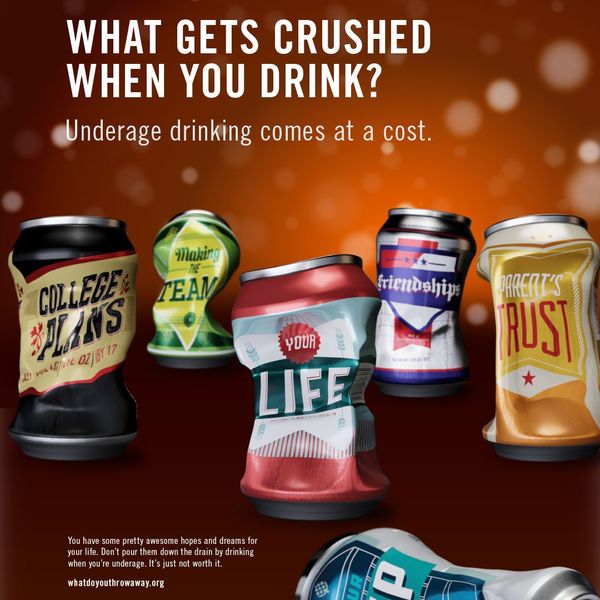 WHAT GETS CRUSHED
WHEN YOU DRINK?
Underage drinking comes at a cost.
COLLEGE
PLANS
Making
THE
TEAM
YOUR
LIFE
Friendships
PARENT'S
TRUST
You have some pretty awesome hopes and dreams for
your life. Don't pour them down the drain by drinking
when you're underage. It's just not worth it.
whatdoyouthrowaway.org